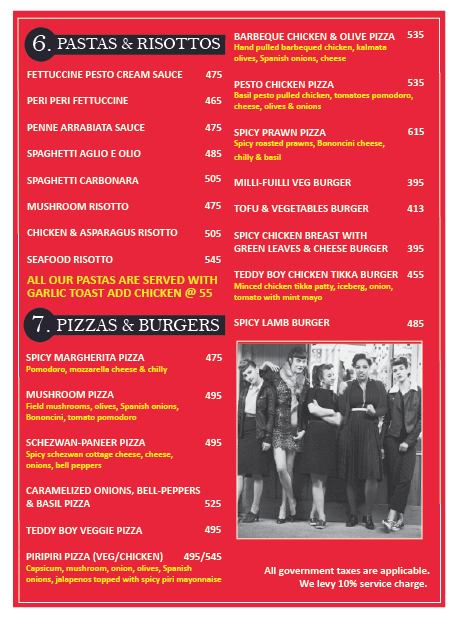 6. PASTAS & RISOTTOS
FETTUCCINE PESTO CREAM SAUCE 475
PERI PERI FETTUCCINE 465
PENNE ARRABIATA SAUCE 475
SPAGHETTI AGLIO E OLIO 485
SPAGHETTI CARBONARA 505
MUSHROOM RISOTTO 475
CHICKEN & ASPARAGUS RISOTTO 505
SEAFOOD RISOTTO 545
ALL OUR PASTAS ARE SERVED WITH
GARLIC TOAST ADD CHICKEN @ 55
7. PIZZAS & BURGERS
SPICY MARGHERITA PIZZA 475
Pomodoro, mozzarella cheese & chilly
MUSHROOM PIZZA 495
Field mushrooms, olives, Spanish onions,
Bononcini, tomato pomodoro
SCHEZWAN-PANEER PIZZA 495
Spicy schezwan cottage cheese, cheese,
onions, bell peppers
CARAMELIZED ONIONS, BELL-PEPPERS
& BASIL PIZZA 525
TEDDY BOY VEGGIE PIZZA 495
PIRIPIRI PIZZA (VEG/CHICKEN) 495/545
Capsicum, mushroom, onion, olives, Spanish
onions, jalapenos topped with spicy piri mayonnaise
BARBEQUE CHICKEN & OLIVE PIZZA 535
Hand pulled barbequed chicken, kalmata
olives, Spanish onions, cheese
PESTO CHICKEN PIZZA 535
Basil pesto pulled chicken, tomatoes pomodoro,
cheese, olives & onions
SPICY PRAWN PIZZA 615
Spicy roasted prawns, Bononcini cheese,
chilly & basil
MILLI-FUILLI VEG BURGER 395
TOFU & VEGETABLES BURGER 413
SPICY CHICKEN BREAST WITH
GREEN LEAVES & CHEESE BURGER 395
TEDDY BOY CHICKEN TIKKA BURGER 455
Minced chicken tikka patty, iceberg, onion,
tomato with mint mayo
SPICY LAMB BURGER 485
All government taxes are applicable.
We levy 10% service charge.